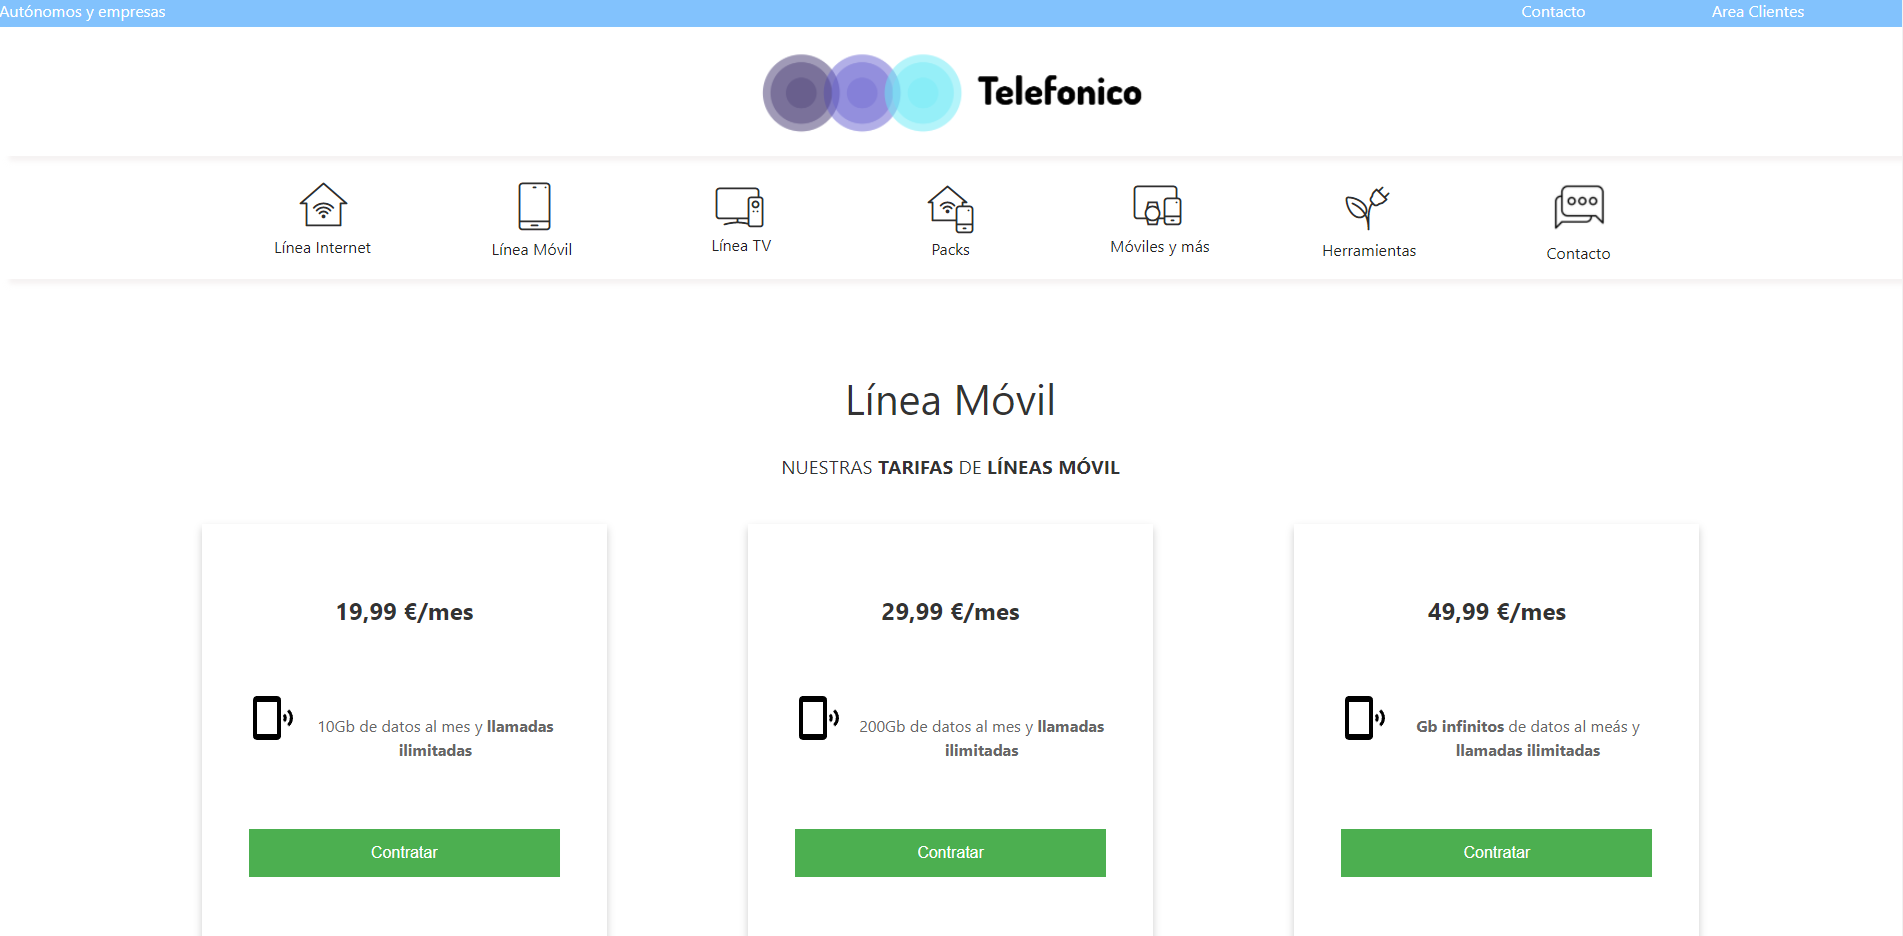 Autónomos y empresas
Contacto
Area Clientes
Telefonico
Línea Internet
Línea Móvil
Línea TV
Packs
Móviles y más
Herramientas
Contacto
Línea Móvil
NUESTRAS TARIFAS DE LÍNEAS MÓVIL
19,99 €/mes
10Gb de datos al mes y llamadas
ilimitadas
Contratar
29,99 €/mes
200Gb de datos al mes y llamadas
ilimitadas
Contratar
49,99 €/mes
Gb infinitos de datos al meás y
llamadas ilimitadas
Contratar